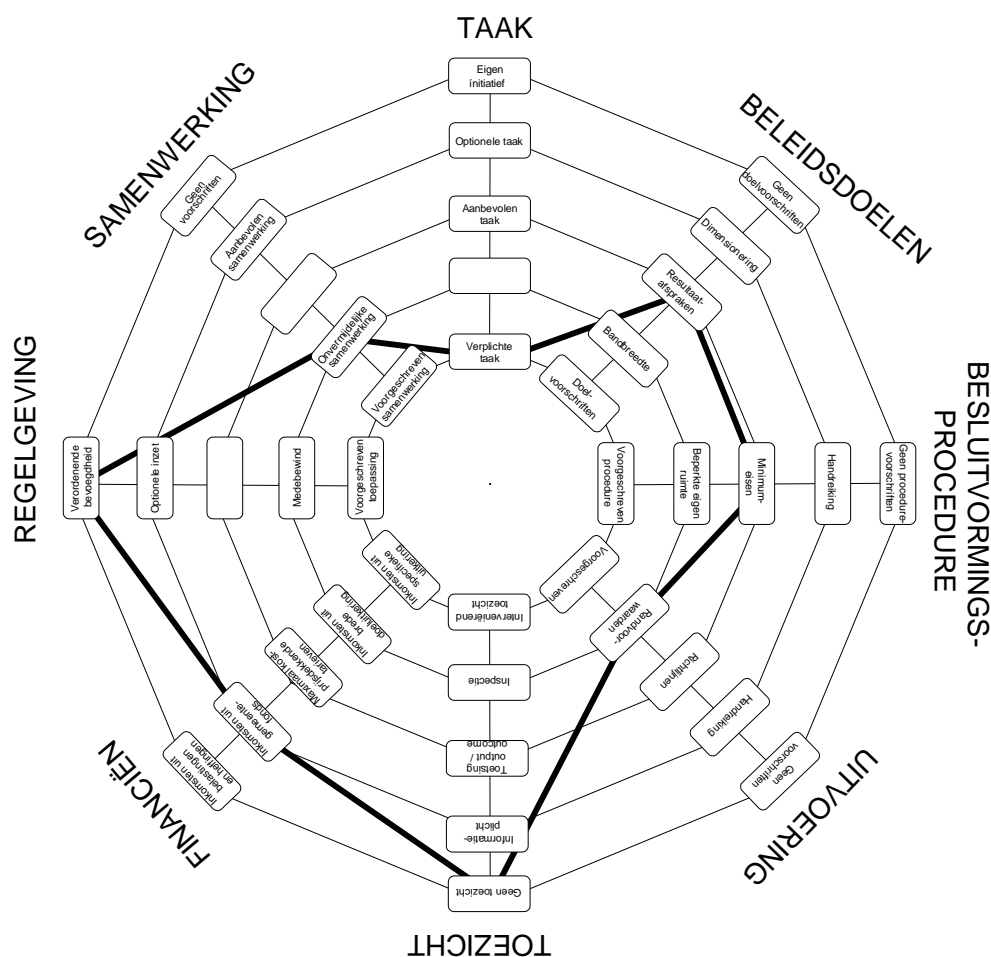 TAAK
Eigen
initiatief
Optionele taak
Aanbevolen
taak
Verplichte
taak
BELEIDSDOELEN
Geen
doelvoorschriften
Dimensionering
Resultaat-
afspraken
Bandbreedte
Doel-
voorschriften
BESLUITVORMINGS-
PROCEDURE
Geen procedure-
voorschriften
Handreiking
Minimum-
eisen
Beperkte eigen
ruimte
Voorgeschreven
procedure
UITVOERING
Geen
voorschriften
Handreiking
Richtlijnen
Randvoor-
waarden
Voorgeschreven
TOEZICHT
Geen toezicht
Informatie-
plicht
Toetsing
output /
outcome
Inspectie
Interveniërend
toezicht
FINANCIËN
Inkomsten uit
belastingen
en heffingen
Inkomsten uit
gemeente-
fonds
Maximaal kost-
prijsdekkende
tarieven
Inkomsten uit
brede
doeluitkering
Inkomsten uit
specifieke
uitkering
REGELGEVING
Verordenende
bevoegdheid
Optionele inzet
Medebewind
Voorgeschreven
toepassing
SAMENWERKING
Geen
voorschriften
Aanbevolen
samenwerking
Onvermijdelijke
samenwerking
Voorgeschreven
samenwerking